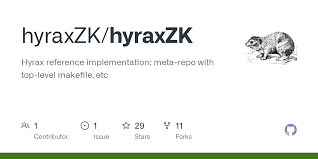 hyraxZK/hyraxZK
Hyrax reference implementation: meta-repo with
top-level makefile, etc
1 1 29 11
Contributor Issue Stars Forks